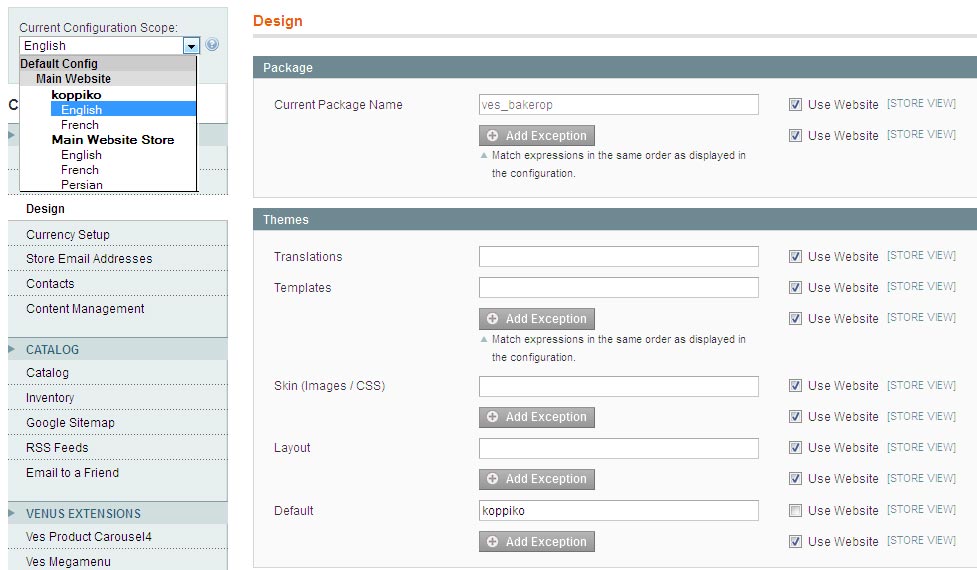 Current Configuration Scope:
English
Default Config
Main Website
koppiko
English
French
Main Website Store
English
French
Persian
C
Design
Currency Setup
Store Email Addresses
Contacts
Content Management
CATALOG
Catalog
Inventory
Google Sitemap
RSS Feeds
Email to a Friend
VENUS EXTENSIONS
Ves Product Carousel4
Ves Megamenu
Design
Package
Current Package Name ves_bakerop Use Website [STORE VIEW]
Add Exception Use Website [STORE VIEW]
Match expressions in the same order as displayed in
the configuration.
Themes
Translations Use Website [STORE VIEW]
Templates Use Website [STORE VIEW]
Add Exception Use Website [STORE VIEW]
Match expressions in the same order as displayed in
the configuration.
Skin (Images / CSS) Use Website [STORE VIEW]
Add Exception Use Website [STORE VIEW]
Layout Use Website [STORE VIEW]
Add Exception Use Website [STORE VIEW]
Default koppiko Use Website [STORE VIEW]
Add Exception Use Website [STORE VIEW]